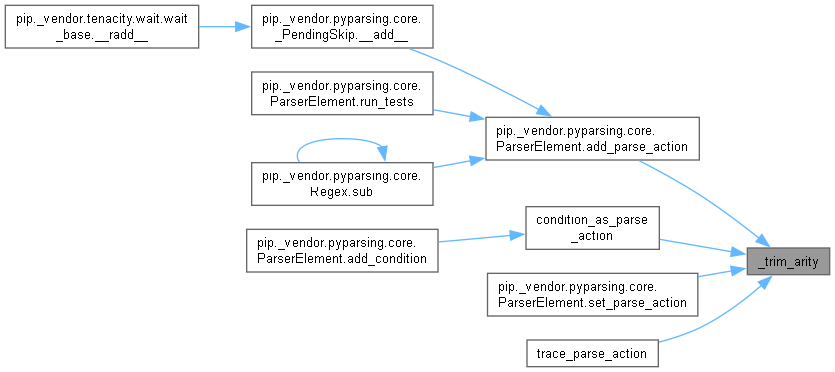 pip._vendor.tenacity.wait.wait
_base.__radd__
pip._vendor.pyparsing.core.
_PendingSkip.__add__
pip._vendor.pyparsing.core.
ParserElement.run_tests
pip._vendor.pyparsing.core.
ParserElement.add_parse_action
pip._vendor.pyparsing.core.
Regex.sub
condition_as_parse
_action
pip._vendor.pyparsing.core.
ParserElement.add_condition
_trim_arity
pip._vendor.pyparsing.core.
ParserElement.set_parse_action
trace_parse_action